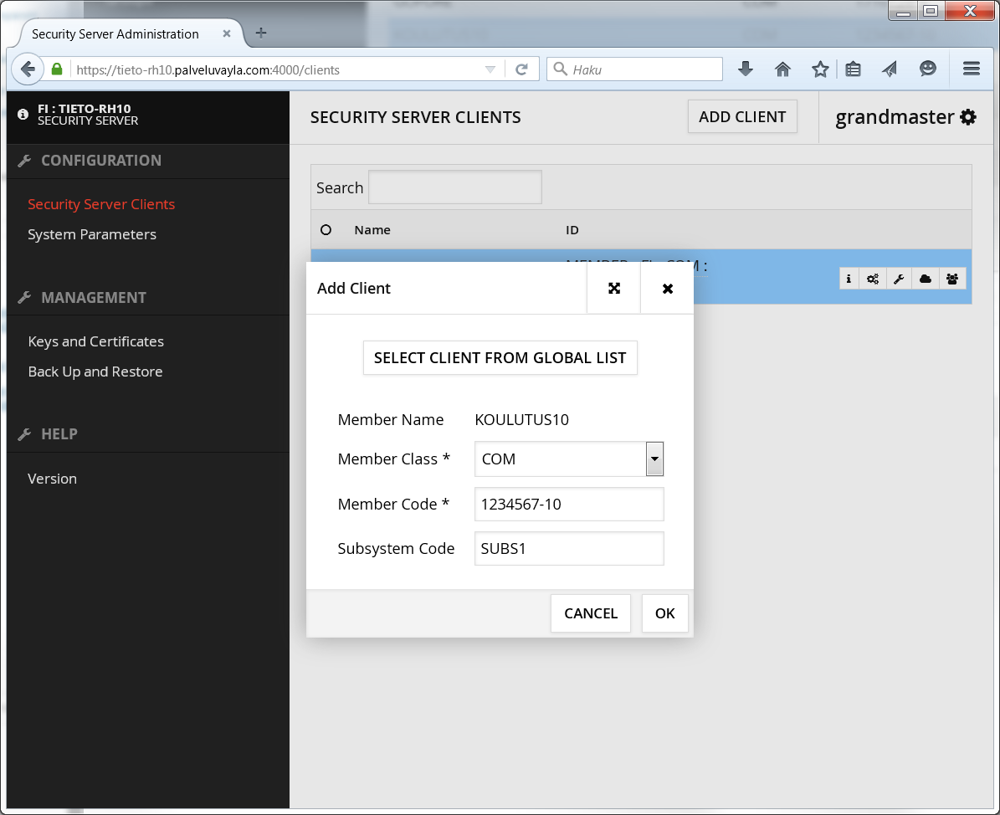 Security Server Administration
https://tieto-rh10.palveluvayla.com:4000/clients
Haku
FI : TIETO-RH10
SECURITY SERVER
SECURITY SERVER CLIENTS
ADD CLIENT
grandmaster
CONFIGURATION
Security Server Clients
System Parameters
MANAGEMENT
Keys and Certificates
Back Up and Restore
HELP
Version
Search
Name ID
MEMBER : FI : COM :
Add Client
SELECT CLIENT FROM GLOBAL LIST
Member Name KOULUTUS10
Member Class * COM
Member Code * 1234567-10
Subsystem Code SUBS1
CANCEL OK